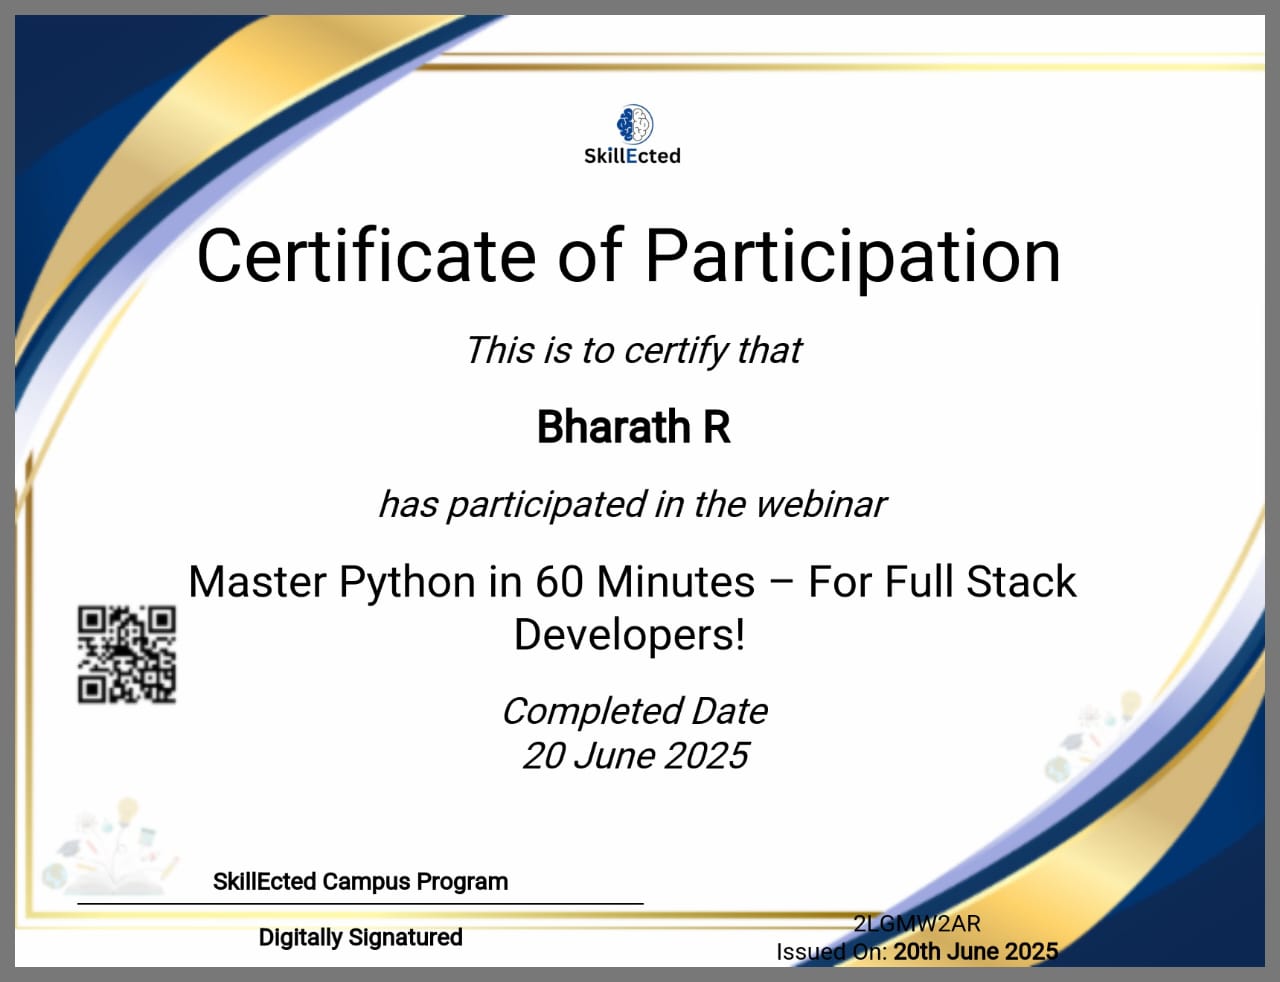 SkillEcted
Certificate of Participation
This is to certify that
Bharath R
has participated in the webinar
Master Python in 60 Minutes – For Full Stack
Developers!
Completed Date
20 June 2025
SkillEcted Campus Program
Digitally Signatured
2LGMW2AR
Issued On: 20th June 2025